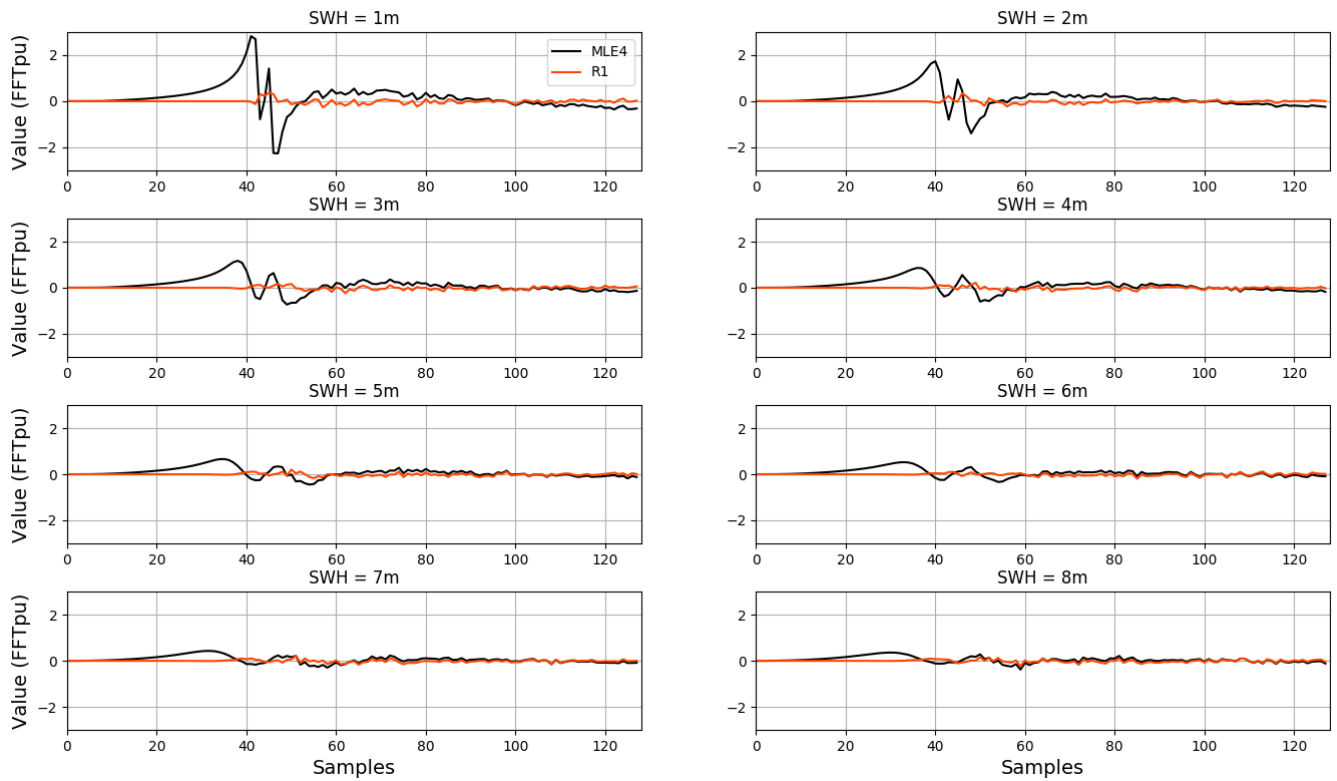 SWH = 1m
SWH = 2m
Value (FFTpu)
2
0
−2
MLE4
R1
2
0
−2
0 20 40 60 80 100 120
0 20 40 60 80 100 120
SWH = 3m
SWH = 4m
Value (FFTpu)
2
0
−2
2
0
−2
0 20 40 60 80 100 120
0 20 40 60 80 100 120
SWH = 5m
SWH = 6m
Value (FFTpu)
2
0
−2
2
0
−2
0 20 40 60 80 100 120
0 20 40 60 80 100 120
SWH = 7m
SWH = 8m
Value (FFTpu)
2
0
−2
2
0
−2
0 20 40 60 80 100 120
0 20 40 60 80 100 120
Samples
Samples